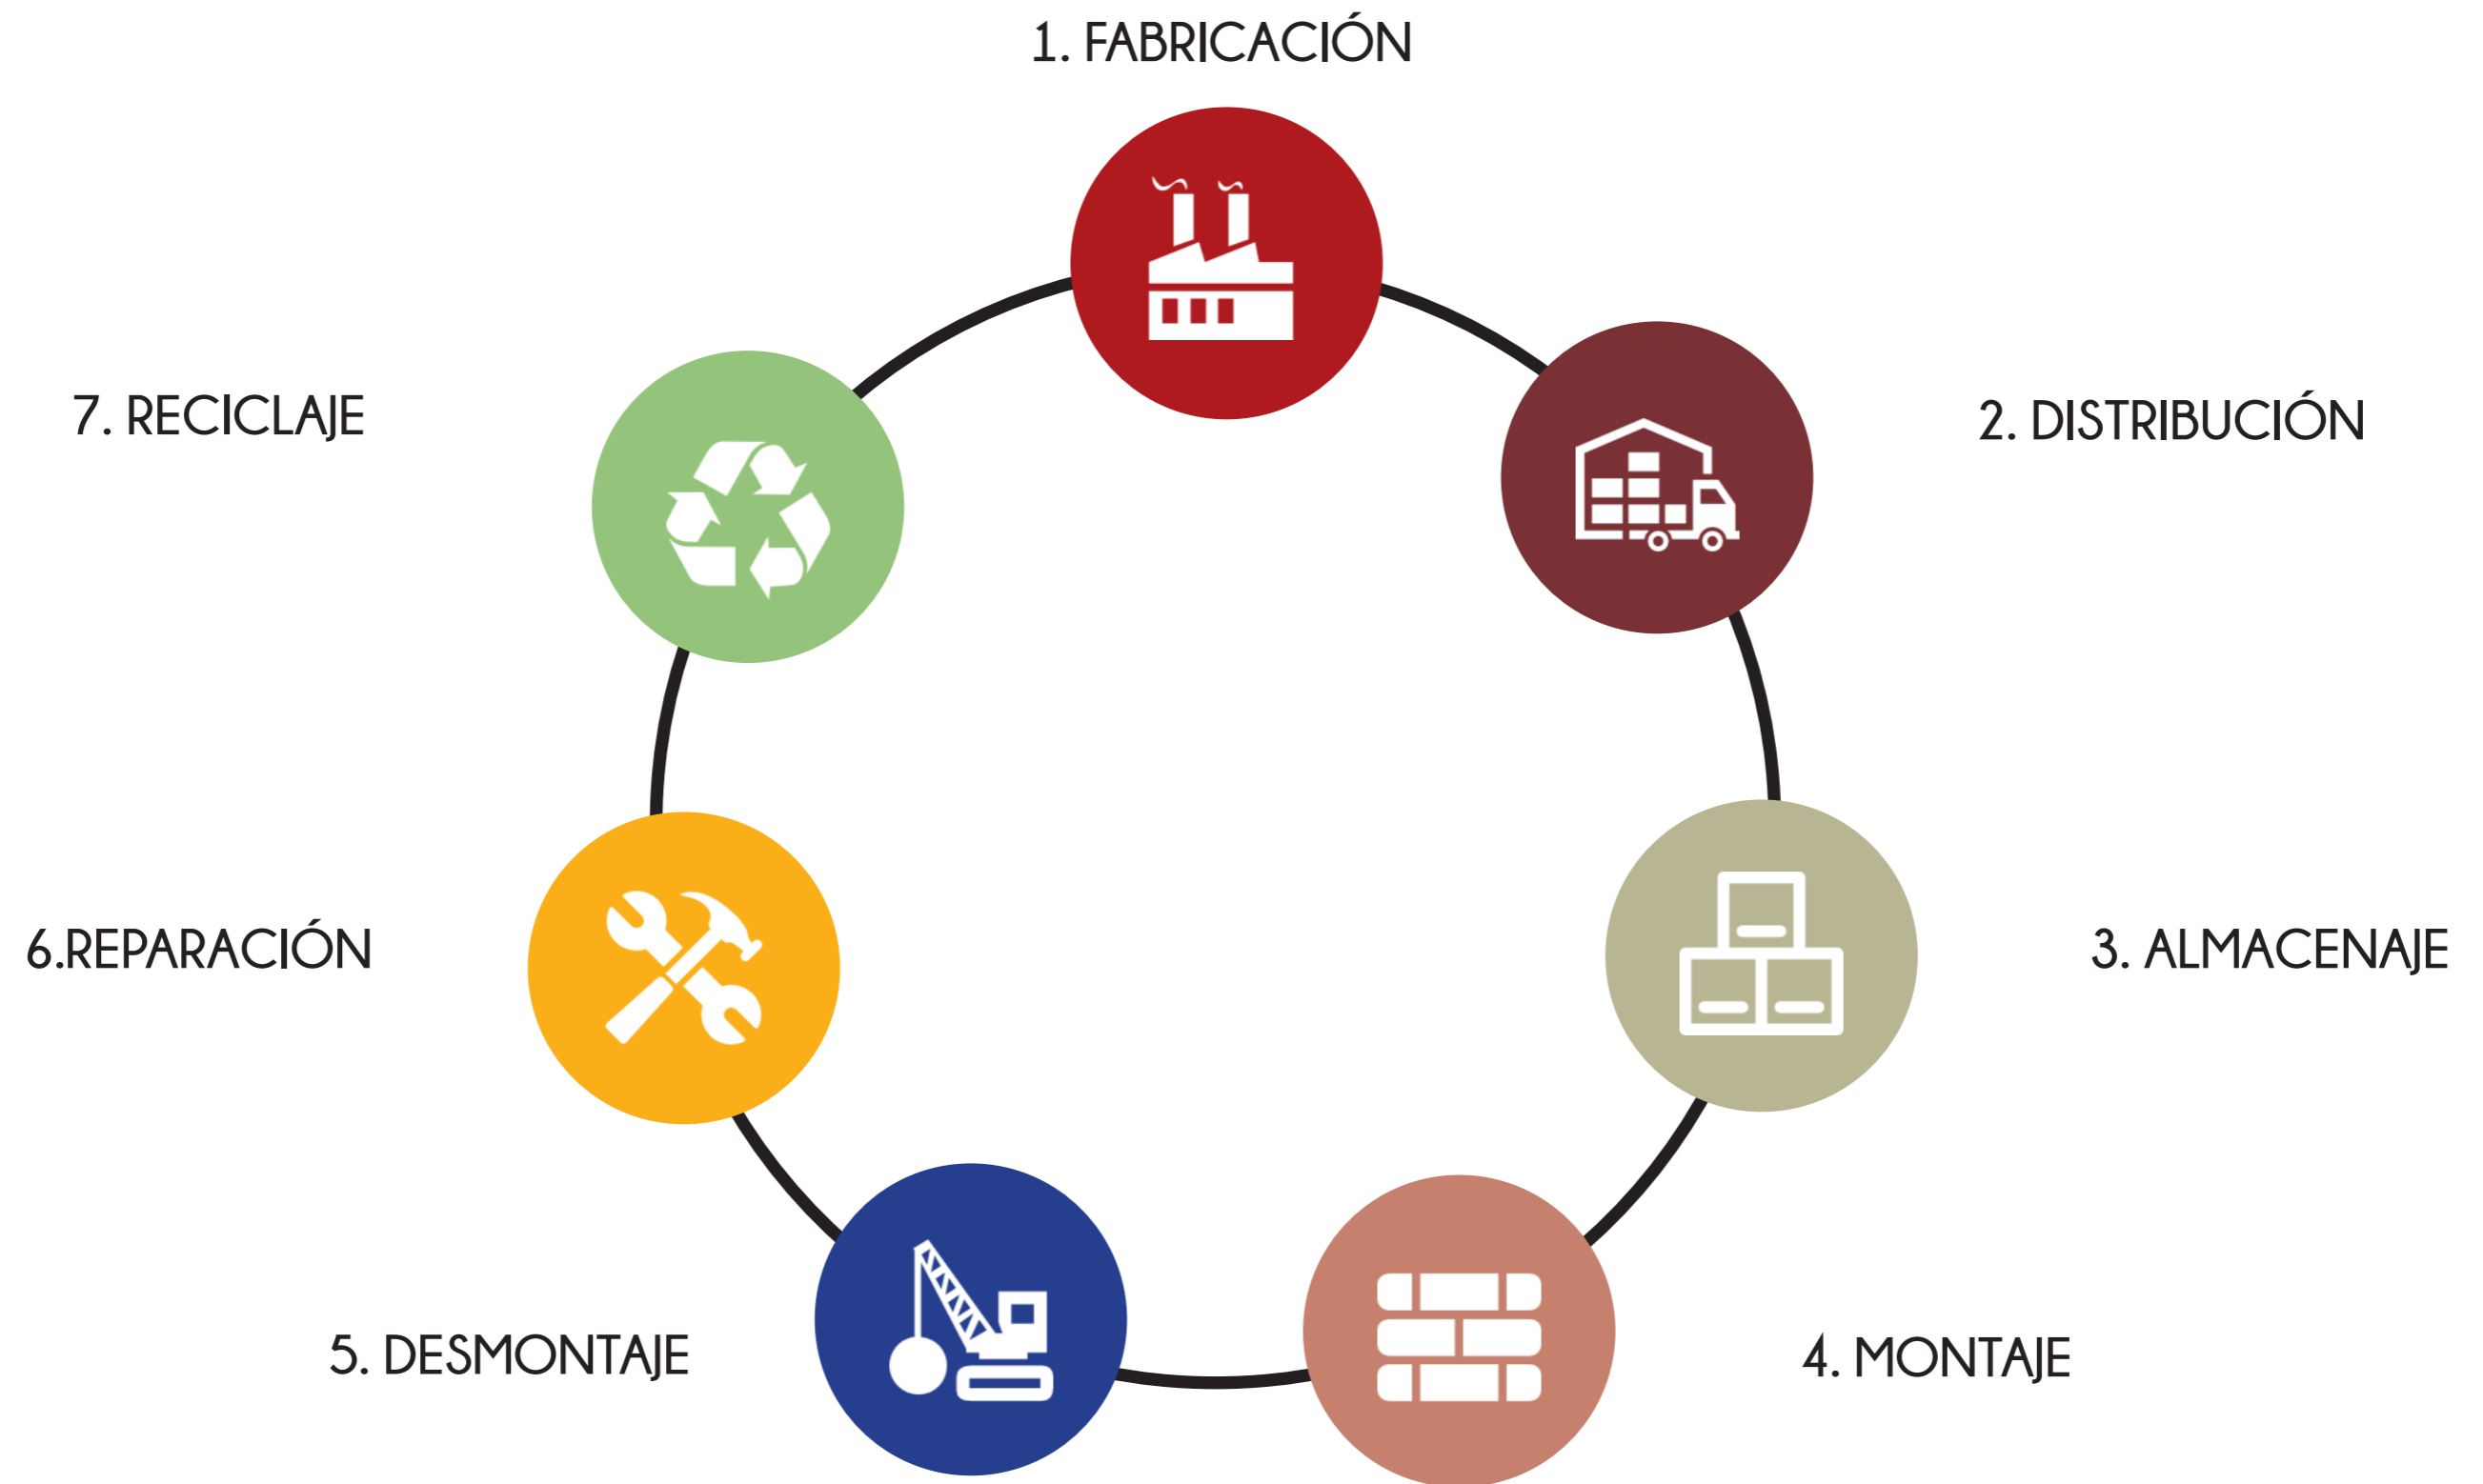 1. FABRICACIÓN
2. DISTRIBUCIÓN
3. ALMACENAJE
4. MONTAJE
5. DESMONTAJE
6.REPARACIÓN
7. RECICLAJE